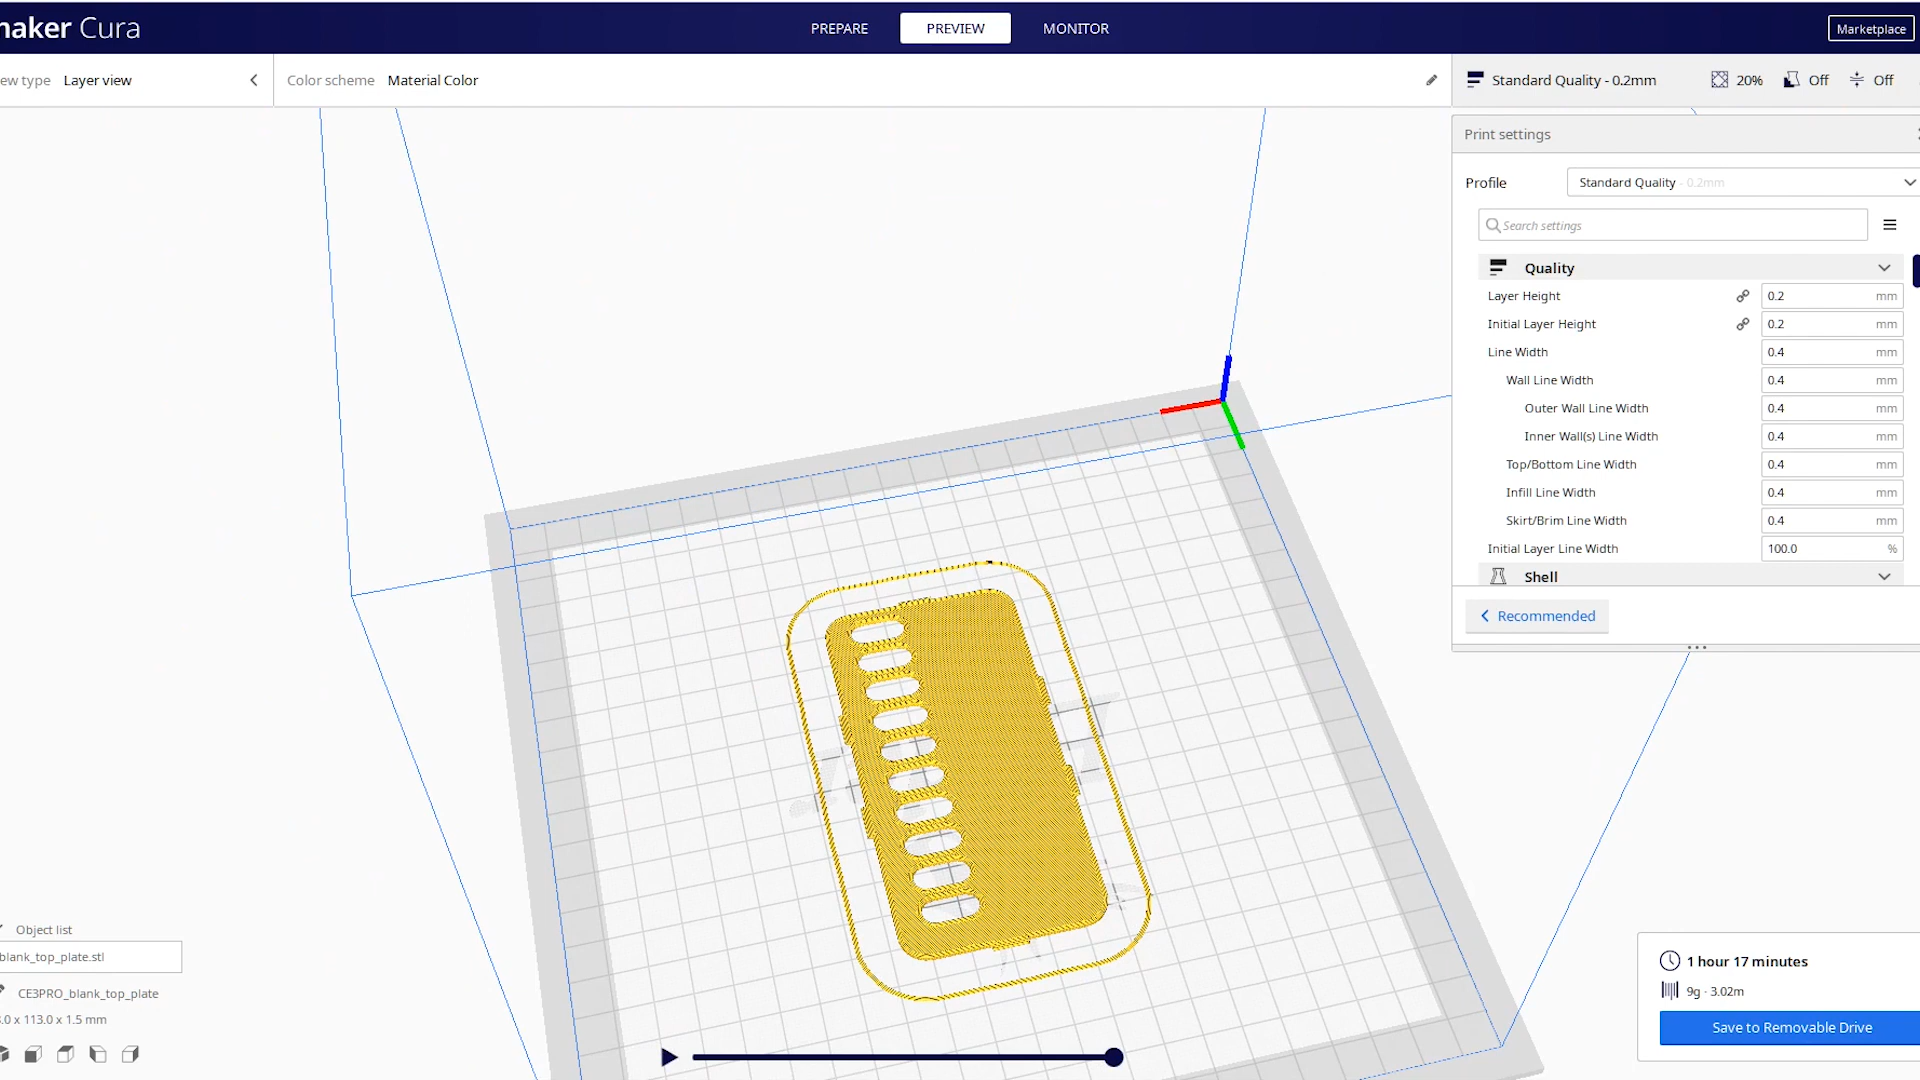 naker Cura
PREPARE
PREVIEW
MONITOR
Marketplace
ew type Layer view
Color scheme Material Color
Standard Quality - 0.2mm
20%
Off
Off
Print settings
Profile
Standard Quality - 0.2mm
Search settings
Quality
Layer Height 0.2 mm
Initial Layer Height 0.2 mm
Line Width 0.4 mm
Wall Line Width 0.4 mm
Outer Wall Line Width 0.4 mm
Inner Wall(s) Line Width 0.4 mm
Top/Bottom Line Width 0.4 mm
Infill Line Width 0.4 mm
Skirt/Brim Line Width 0.4 mm
Initial Layer Line Width 100.0 %
Shell
Recommended
Object list
blank_top_plate.stl
CE3PRO_blank_top_plate
.0 x 113.0 x 1.5 mm
1 hour 17 minutes
9g · 3.02m
Save to Removable Drive